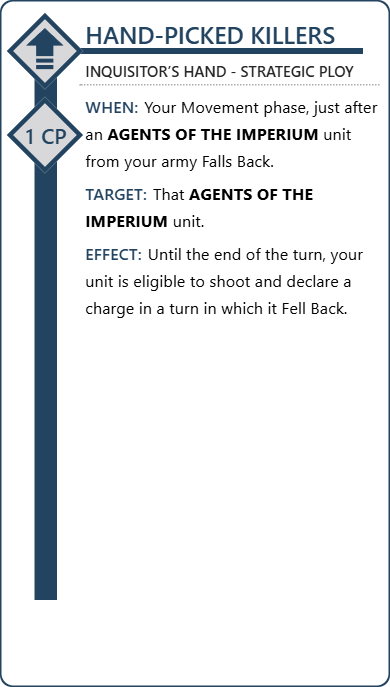 HAND-PICKED KILLERS
INQUISITOR’S HAND - STRATEGIC PLOY
1 CP
WHEN: Your Movement phase, just after
an AGENTS OF THE IMPERIUM unit
from your army Falls Back.
TARGET: That AGENTS OF THE
IMPERIUM unit.
EFFECT: Until the end of the turn, your
unit is eligible to shoot and declare a
charge in a turn in which it Fell Back.